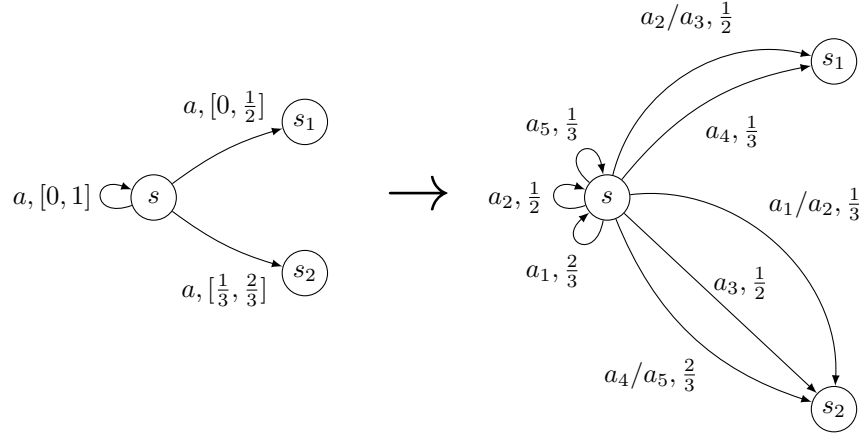 a, [0, 1]
s
a, [0, 1/2]
s₁
a, [1/3, 2/3]
s₂
a₂/a₃, 1/2
s₁
a₄, 1/3
a₅, 1/3
a₂, 1/2
s
a₁, 2/3
a₁/a₂, 1/3
a₃, 1/2
a₄/a₅, 2/3
s₂